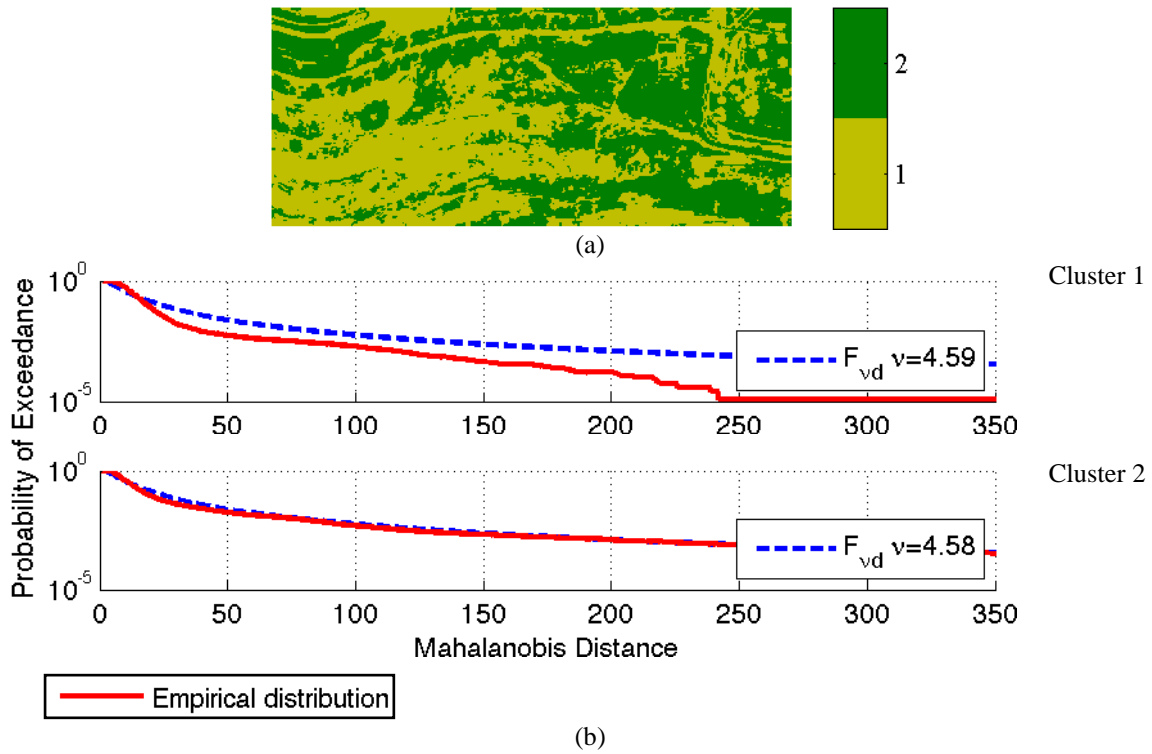 2
1
(a)
Probability of Exceedance
Cluster 1
10^0
10^-5
F_νd ν=4.59
0 50 100 150 200 250 300 350
Cluster 2
10^0
10^-5
F_νd ν=4.58
0 50 100 150 200 250 300 350
Mahalanobis Distance
Empirical distribution
(b)